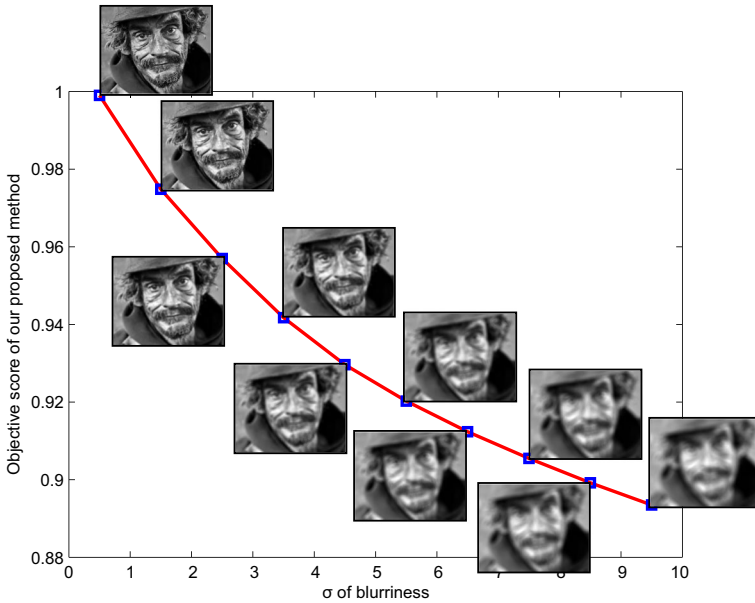 Objective score of our proposed method
1
0.98
0.96
0.94
0.92
0.9
0.88
0 1 2 3 4 5 6 7 8 9 10
σ of blurriness